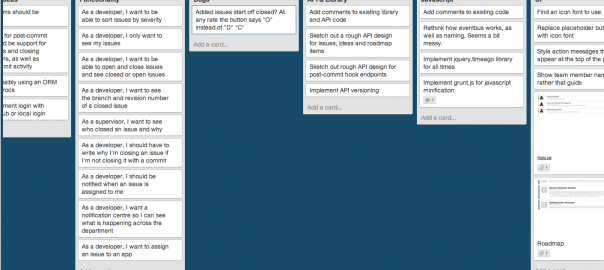 ms should be
for post-commit
d be support for
s and closing
ns, as well as
mit activity
sibly using an ORM
rocs
ment login with
ub or local login
Functionality
As a developer, I want to be
able to sort issues by severity
As a developer, I only want to
see my issues
As a developer, I want to be
able to open and close issues
and see closed or open issues
As a developer, I want to see
the branch and revision number
of a closed issue
As a supervisor, I want to see
who closed an issue and why
As a developer, I should have to
write why I'm closing an issue if
I'm not closing it with a commit
As a developer, I should be
notified when an issue is
assigned to me
As a developer, I want a
notification centre so I can see
what is happening across the
department
As a developer, I want to assign
an issue to an app
Bugs
Added issues start off closed? At
any rate the button says "O"
instead of "D" "C"
Add a card...
API & Library
Add comments to existing library
and API code
Sketch out a rough API design
for issues, ideas and roadmap
items
Sketch out rough API design for
post-commit hook endpoints
Implement API versioning
Add a card...
Javascript
Add comments to existing code
Rethink how eventbus works, as
well as naming. Seems a bit
messy.
Implement jquery.timeago library
for all times
Implement grunt.js for javascript
minification
1
Add a card...
UI
Find an icon font to use
Replace placeholder but
with icon font
Style action messages th
appear at the top of the p
Show team member nam
rather that guids
Issue
1
Roadmap
1